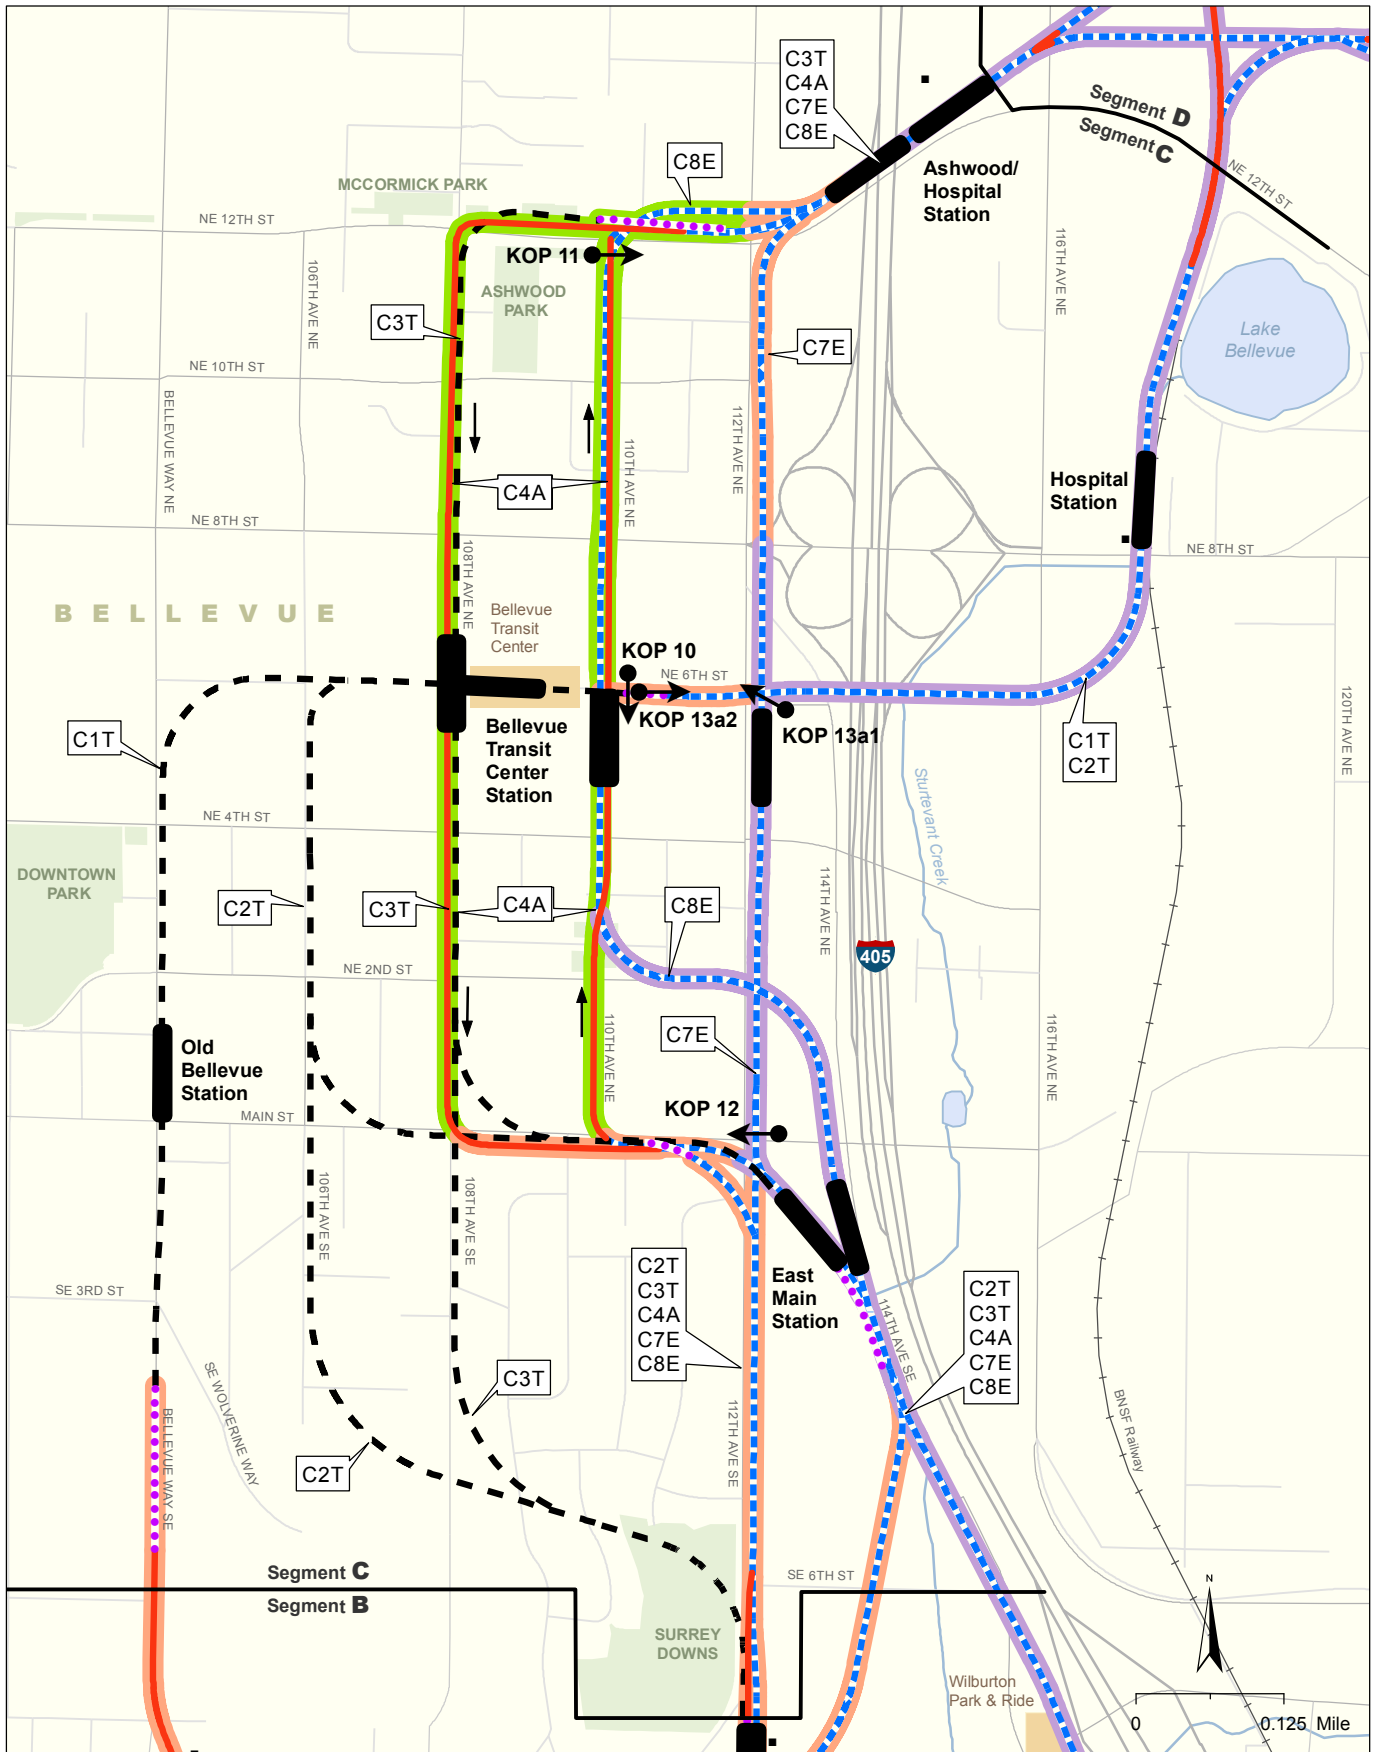 C3T
C4A
C7E
C8E
Segment D
Segment C
NE 12TH ST
Ashwood/
Hospital
Station
C8E
MCCORMICK PARK
NE 12TH ST
KOP 11
106TH AVE NE
ASHWOOD
PARK
116TH AVE NE
Lake
Bellevue
C3T
C7E
NE 10TH ST
BELLEVUE WAY NE
112TH AVE NE
110TH AVE NE
C4A
Hospital
Station
NE 8TH ST
NE 8TH ST
108TH AVE NE
BELLEVUE
Bellevue
Transit
Center
KOP 10
NE 6TH ST
KOP 13a2
KOP 13a1
120TH AVE NE
C1T
Bellevue
Transit
Center
Station
C1T
C2T
Sturtevant Creek
NE 4TH ST
DOWNTOWN
PARK
C2T
C3T
C4A
C8E
114TH AVE NE
405
NE 2ND ST
C7E
110TH AVE NE
116TH AVE NE
Old
Bellevue
Station
MAIN ST
KOP 12
106TH AVE SE
108TH AVE SE
C2T
C3T
C4A
C7E
C8E
East
Main
Station
C2T
C3T
C4A
C7E
C8E
SE 3RD ST
114TH AVE SE
SE WOLVERINE WAY
C3T
BELLEVUE WAY SE
112TH AVE SE
BNSF Railway
C2T
Segment C
Segment B
SE 6TH ST
N
SURREY
DOWNS
Wilburton
Park & Ride
0 0.125 Mile